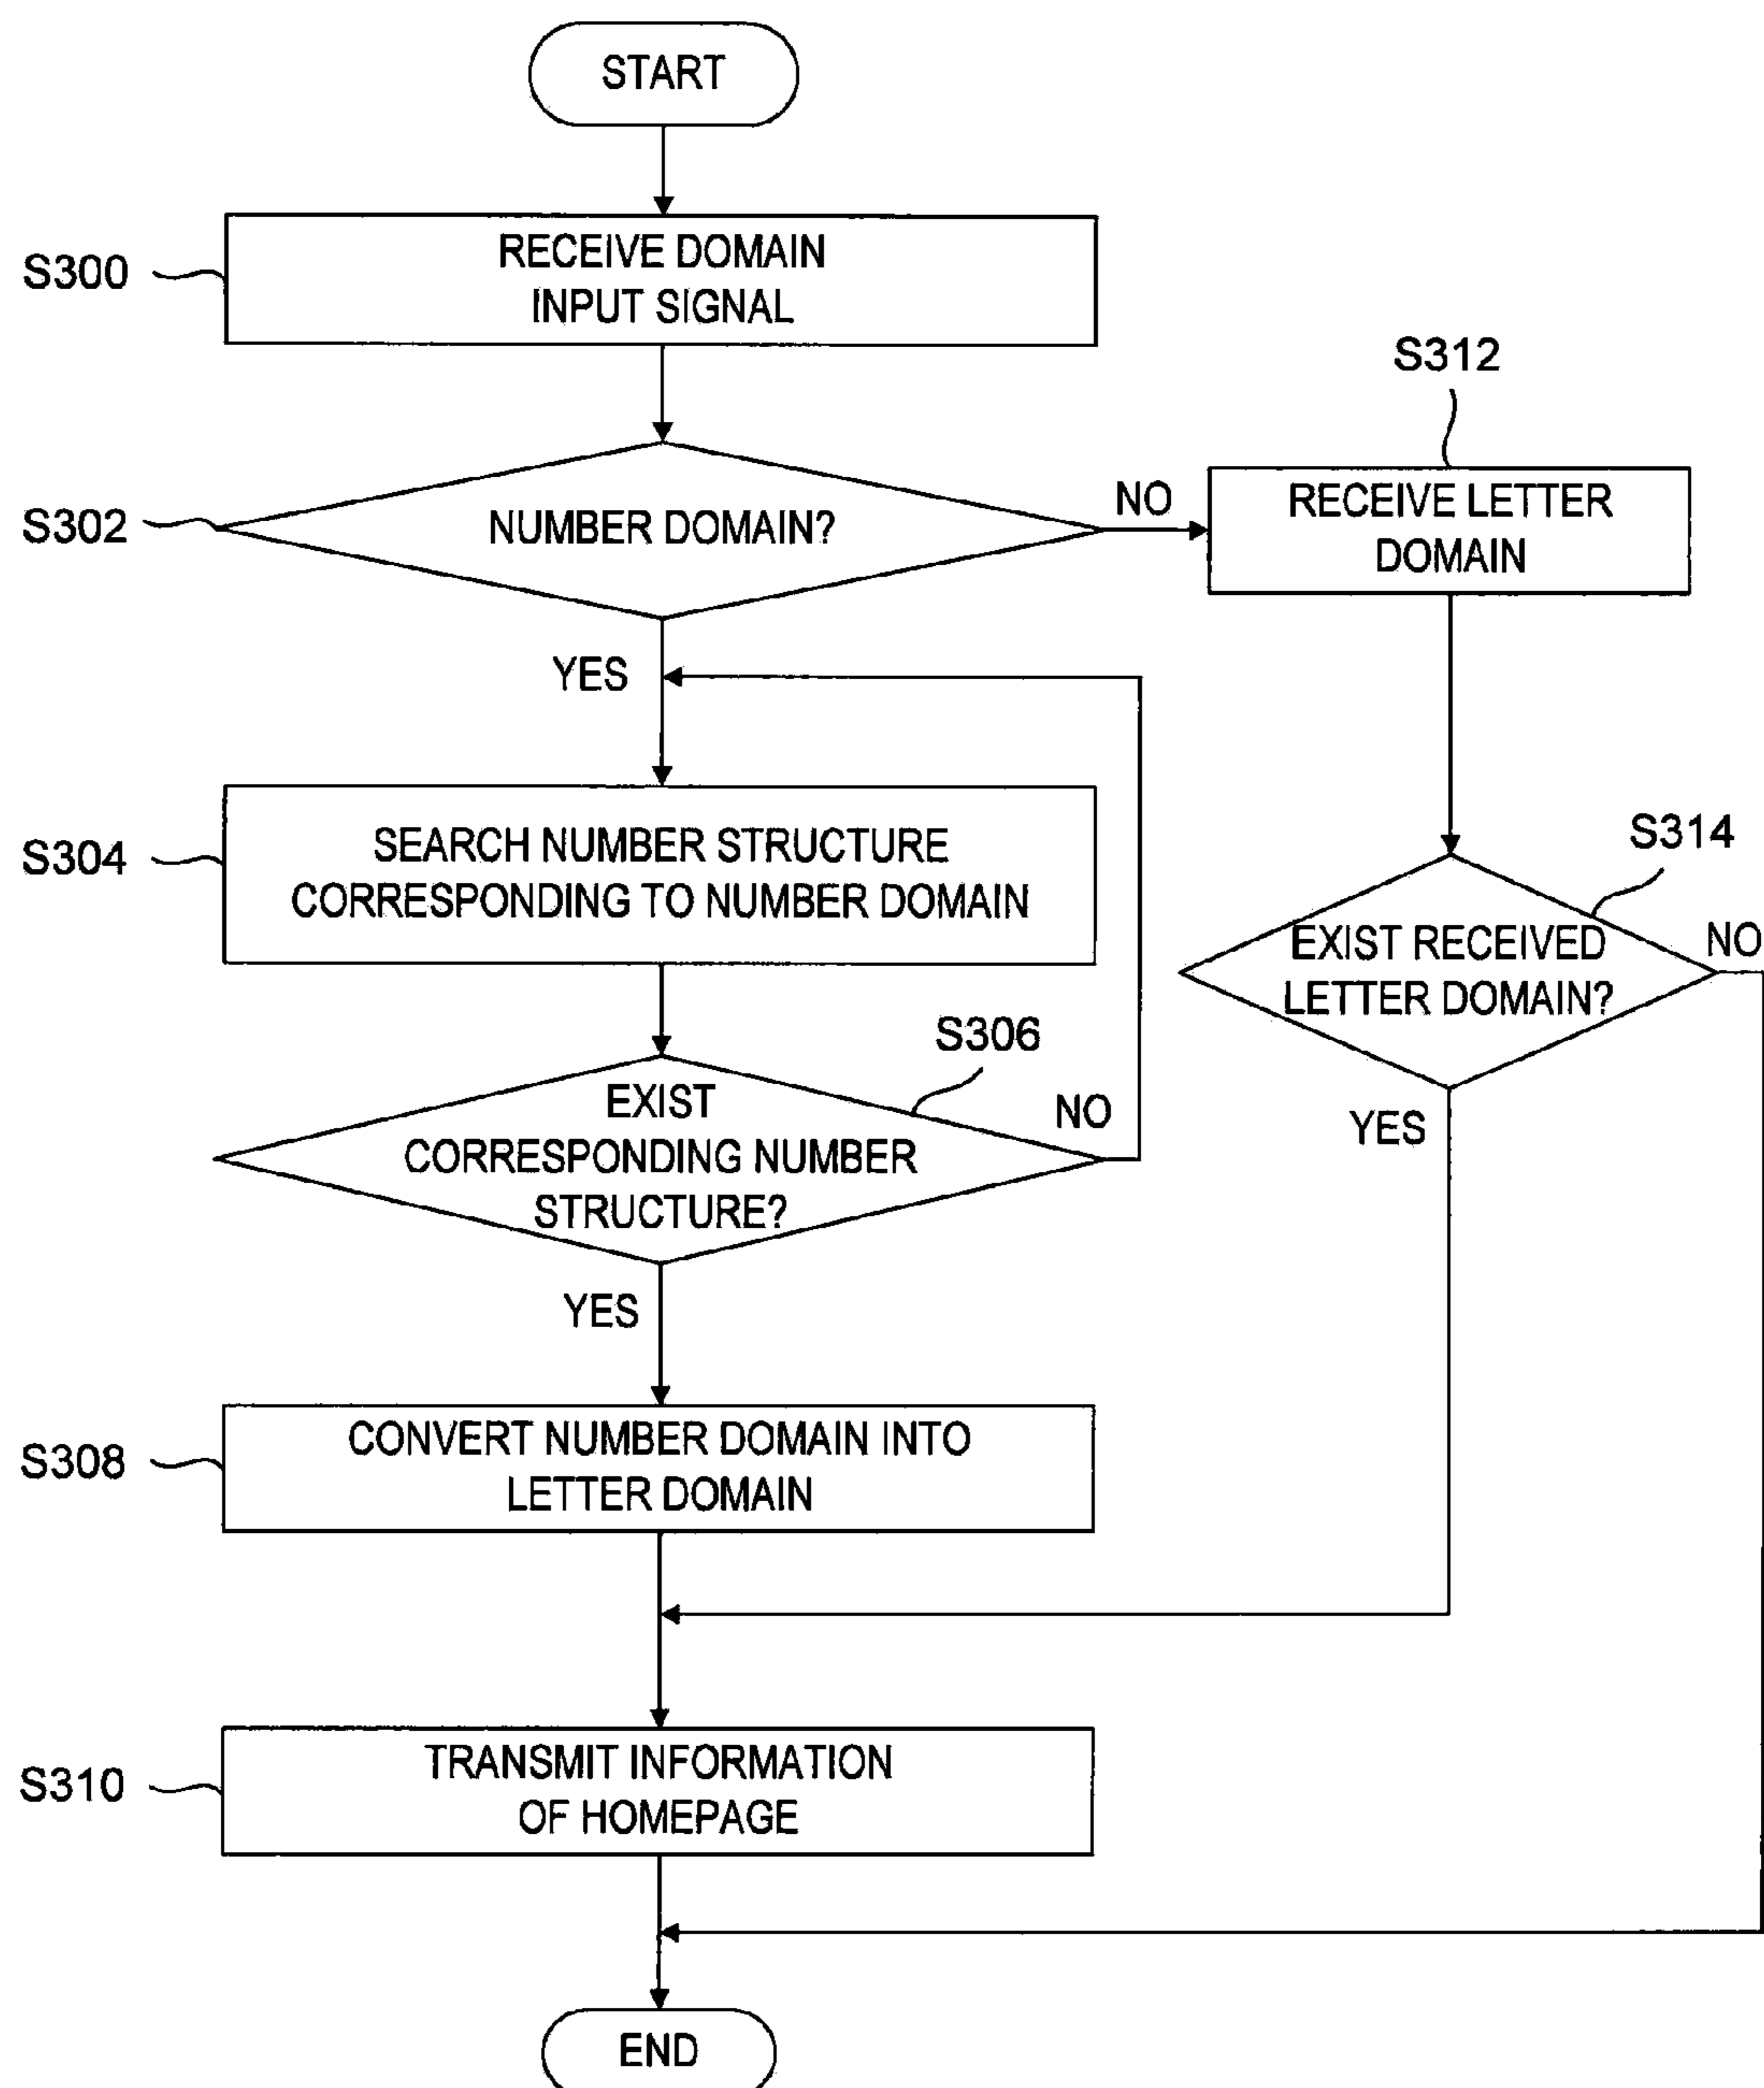 START
S300
RECEIVE DOMAIN
INPUT SIGNAL
S302
NUMBER DOMAIN?
NO
S312
RECEIVE LETTER
DOMAIN
YES
S304
SEARCH NUMBER STRUCTURE
CORRESPONDING TO NUMBER DOMAIN
S314
EXIST RECEIVED
LETTER DOMAIN?
NO
YES
S306
EXIST
CORRESPONDING NUMBER
STRUCTURE?
NO
YES
S308
CONVERT NUMBER DOMAIN INTO
LETTER DOMAIN
S310
TRANSMIT INFORMATION
OF HOMEPAGE
END